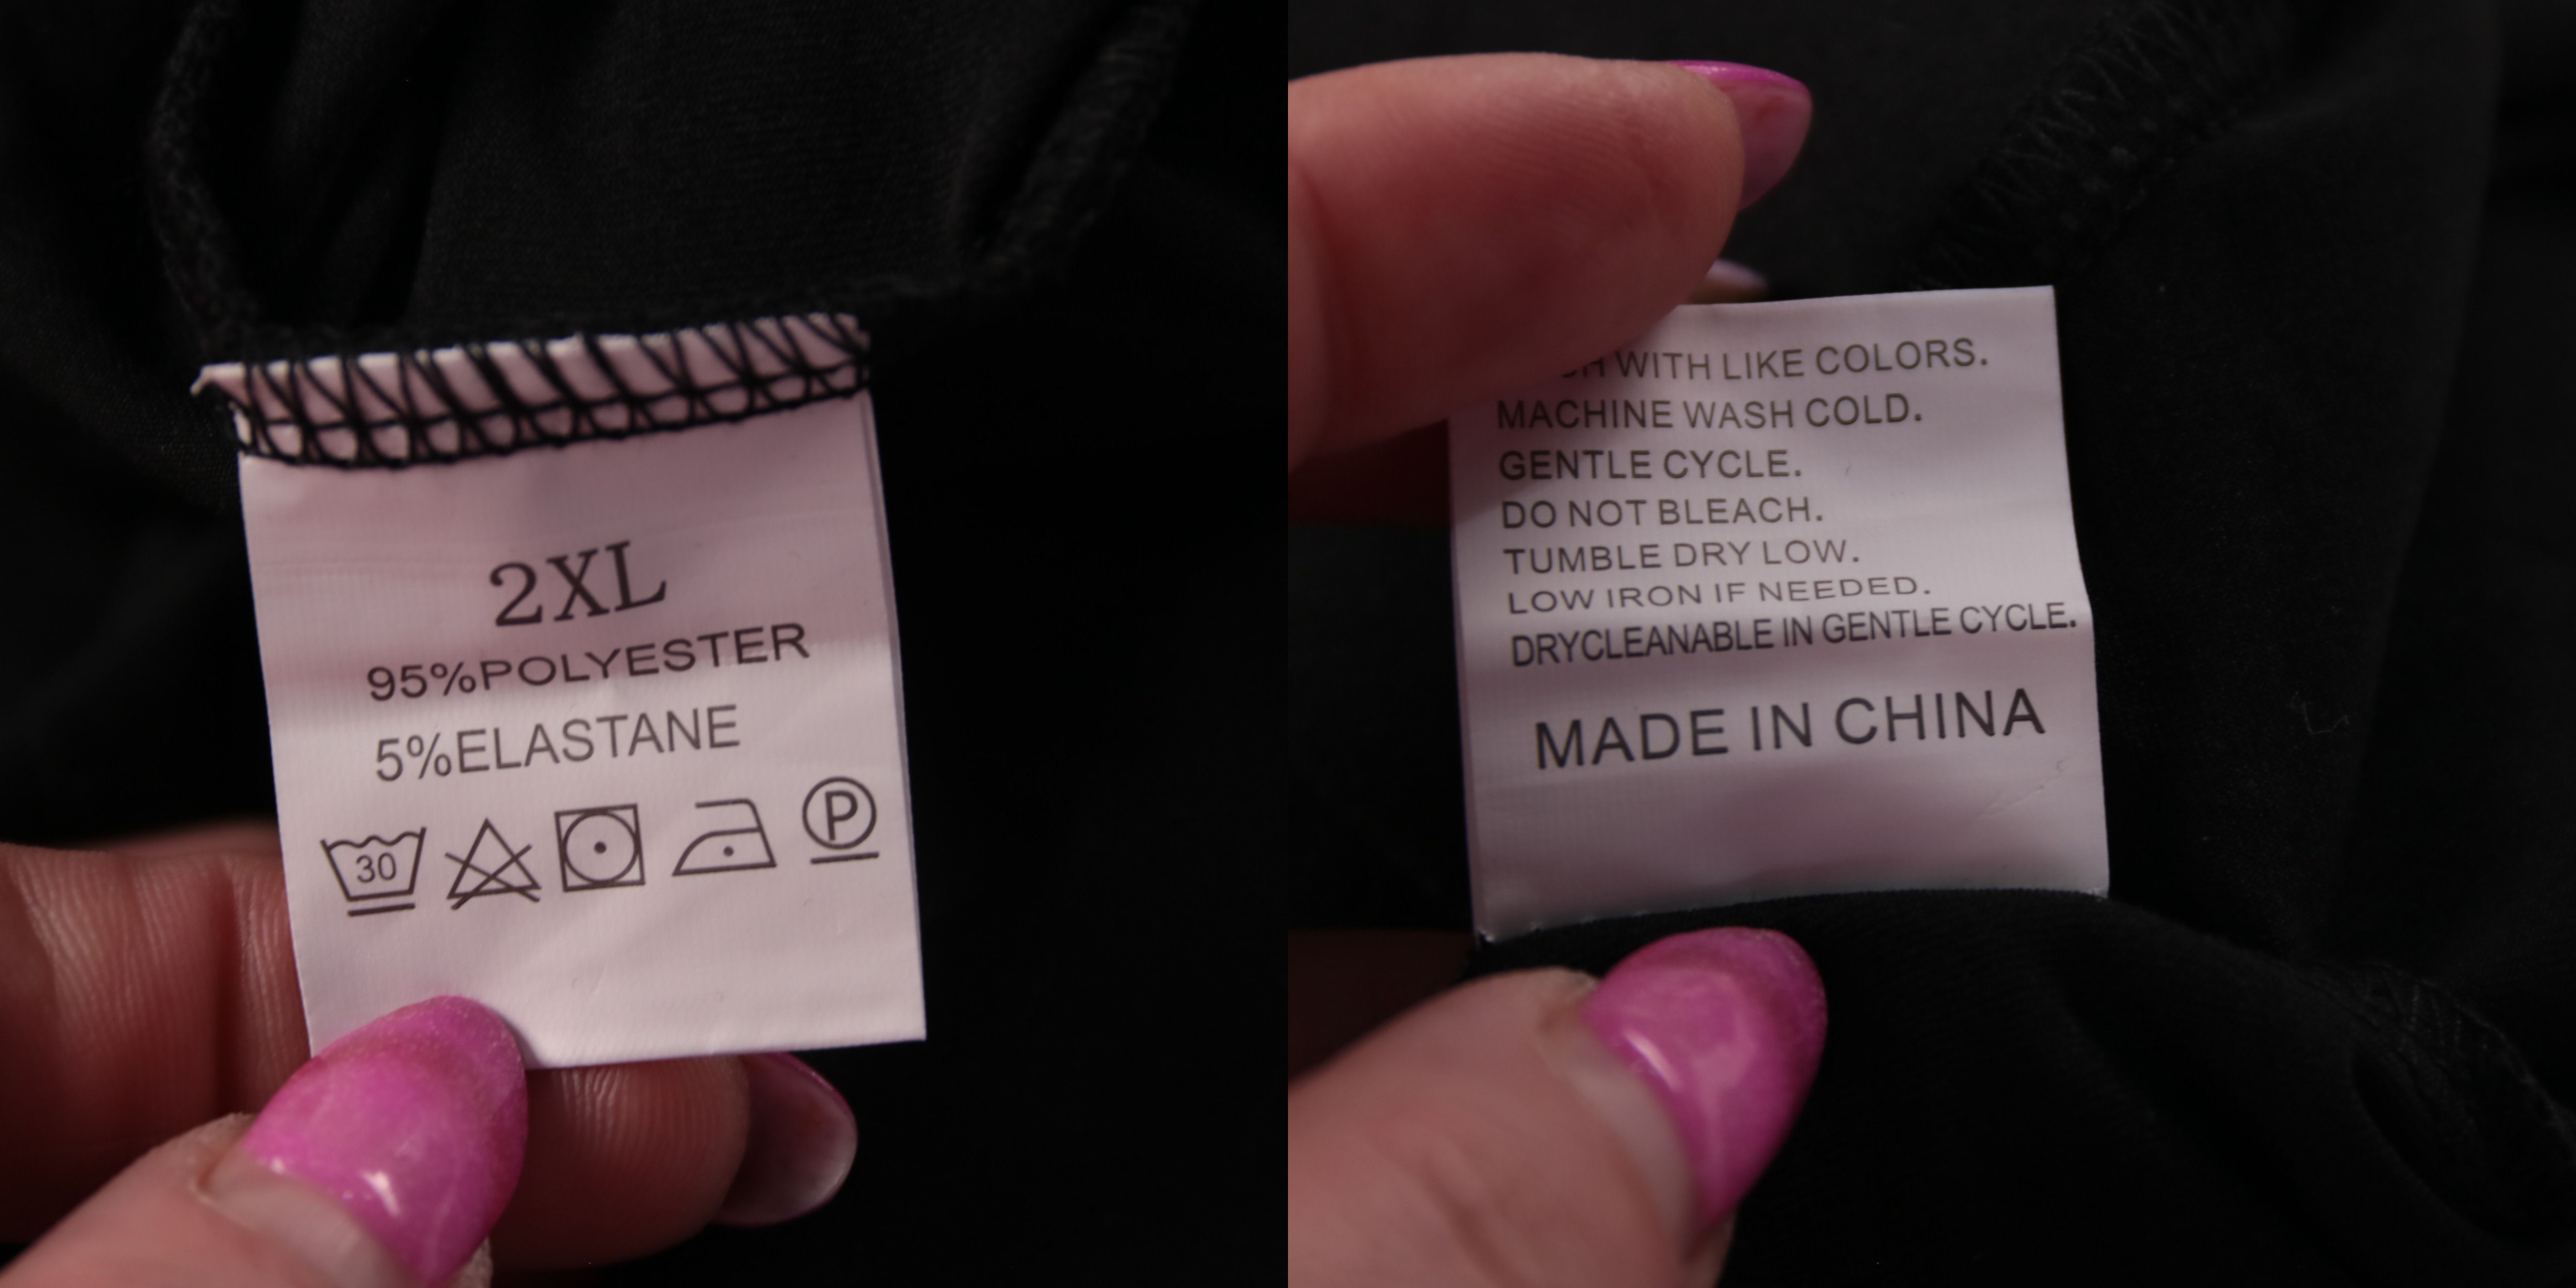 2XL
95%POLYESTER
5%ELASTANE
30 P
WITH LIKE COLORS.
MACHINE WASH COLD.
GENTLE CYCLE.
DO NOT BLEACH.
TUMBLE DRY LOW.
LOW IRON IF NEEDED.
DRYCLEANABLE IN GENTLE CYCLE.
MADE IN CHINA